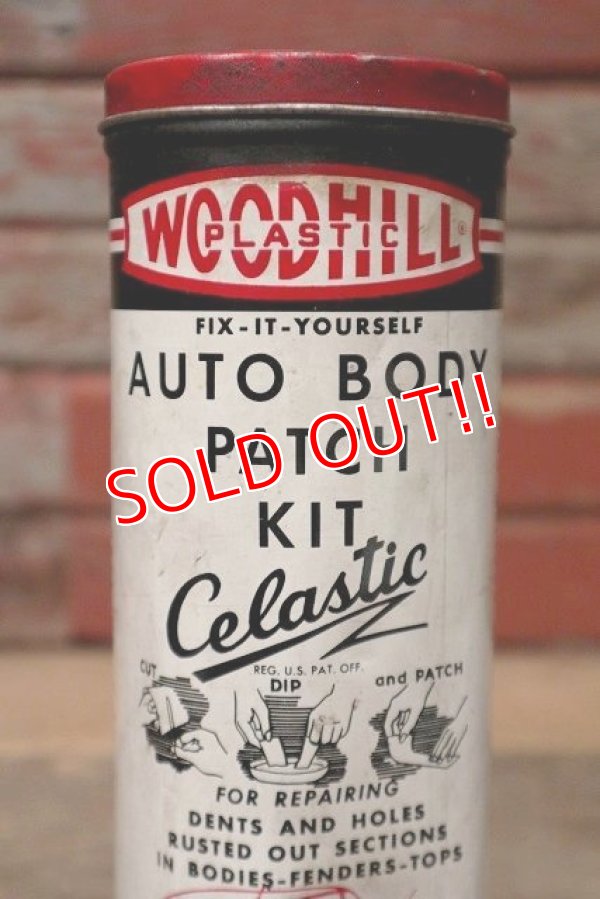 WOODHILL®
PLASTIC
FIX-IT-YOURSELF
AUTO BODY
PATCH
KIT
SOLD OUT!!
Celastic
REG. U.S. PAT. OFF.
CUT DIP and PATCH
FOR REPAIRING
DENTS AND HOLES
RUSTED OUT SECTIONS
IN BODIES-FENDERS-TOPS